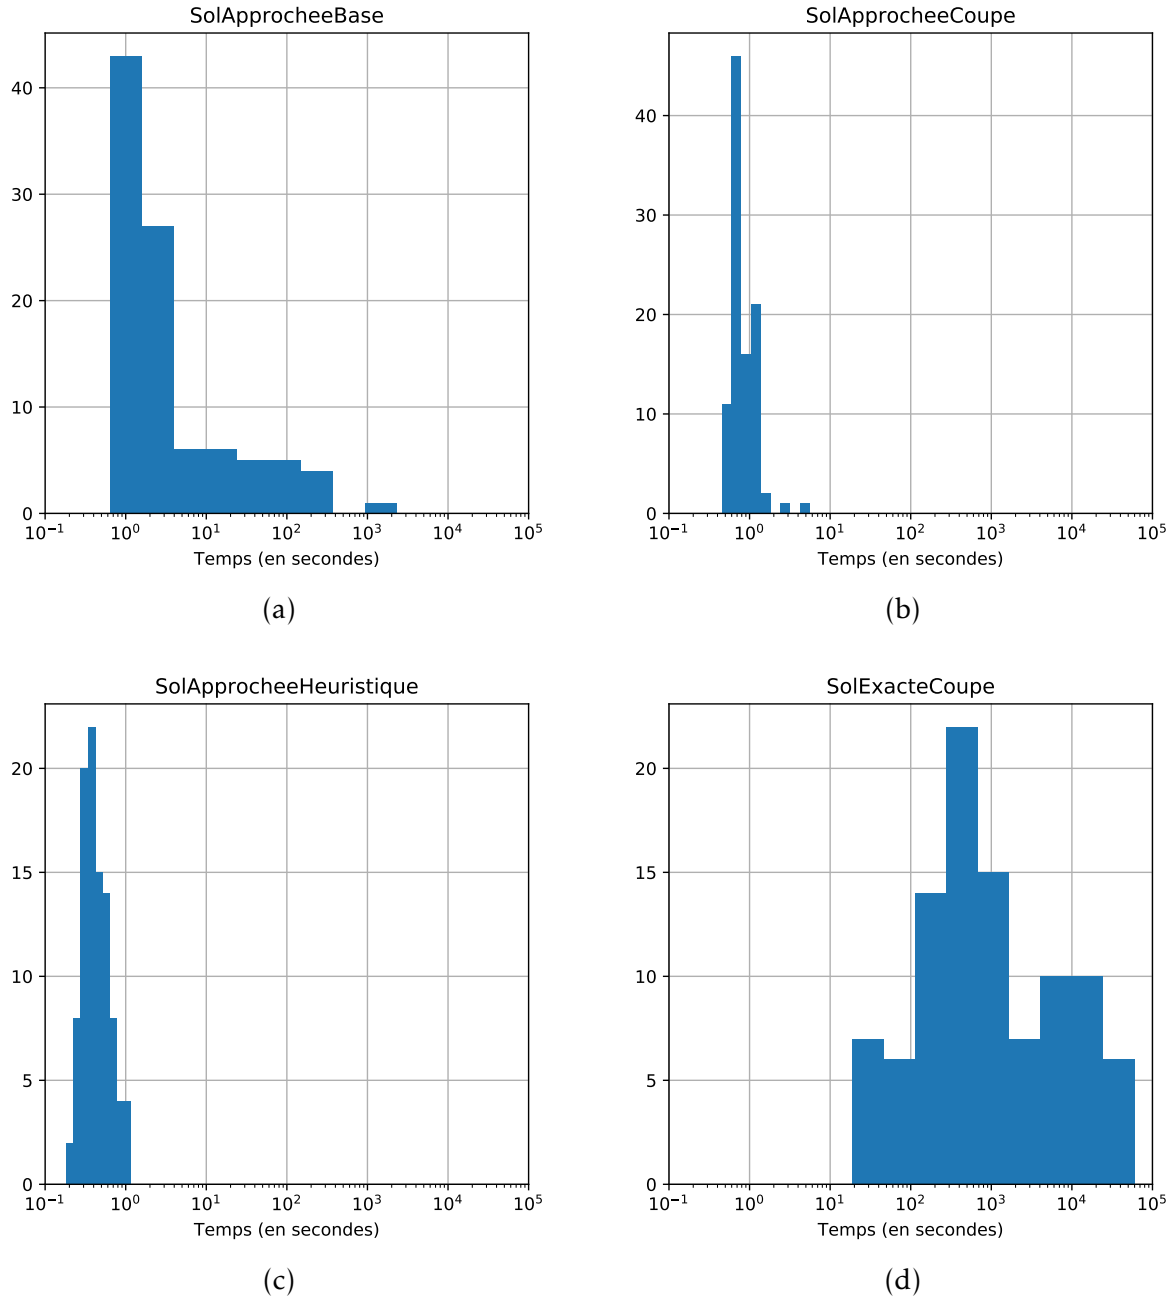 SolApprocheeBase
40
30
20
10
0
10⁻¹ 10⁰ 10¹ 10² 10³ 10⁴ 10⁵
Temps (en secondes)
(a)
SolApprocheeCoupe
40
30
20
10
0
10⁻¹ 10⁰ 10¹ 10² 10³ 10⁴ 10⁵
Temps (en secondes)
(b)
SolApprocheeHeuristique
20
15
10
5
0
10⁻¹ 10⁰ 10¹ 10² 10³ 10⁴ 10⁵
Temps (en secondes)
(c)
SolExacteCoupe
20
15
10
5
0
10⁻¹ 10⁰ 10¹ 10² 10³ 10⁴ 10⁵
Temps (en secondes)
(d)